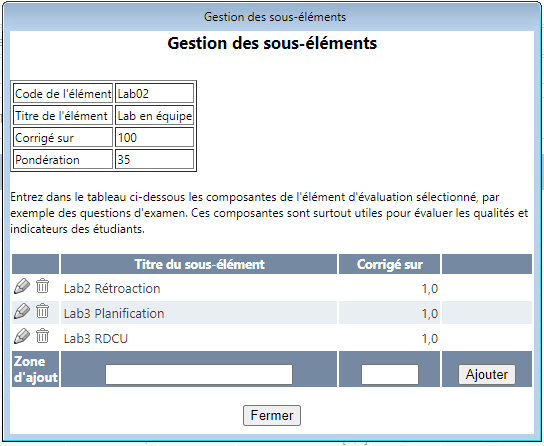 Gestion des sous-éléments
Gestion des sous-éléments
Code de l'élément Lab02
Titre de l'élément Lab en équipe
Corrigé sur 100
Pondération 35
Entrez dans le tableau ci-dessous les composantes de l'élément d'évaluation sélectionné, par
exemple des questions d'examen. Ces composantes sont surtout utiles pour évaluer les qualités et
indicateurs des étudiants.
Titre du sous-élément Corrigé sur
Lab2 Rétroaction 1,0
Lab3 Planification 1,0
Lab3 RDCU 1,0
Zone
d'ajout Ajouter
Fermer